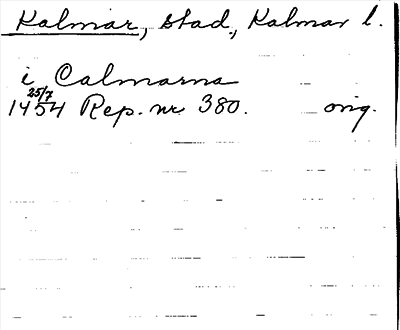 Kalmar, stad, Kalmar l.
i Calmarna
25/7
1454 Rep. nr 380. orig.